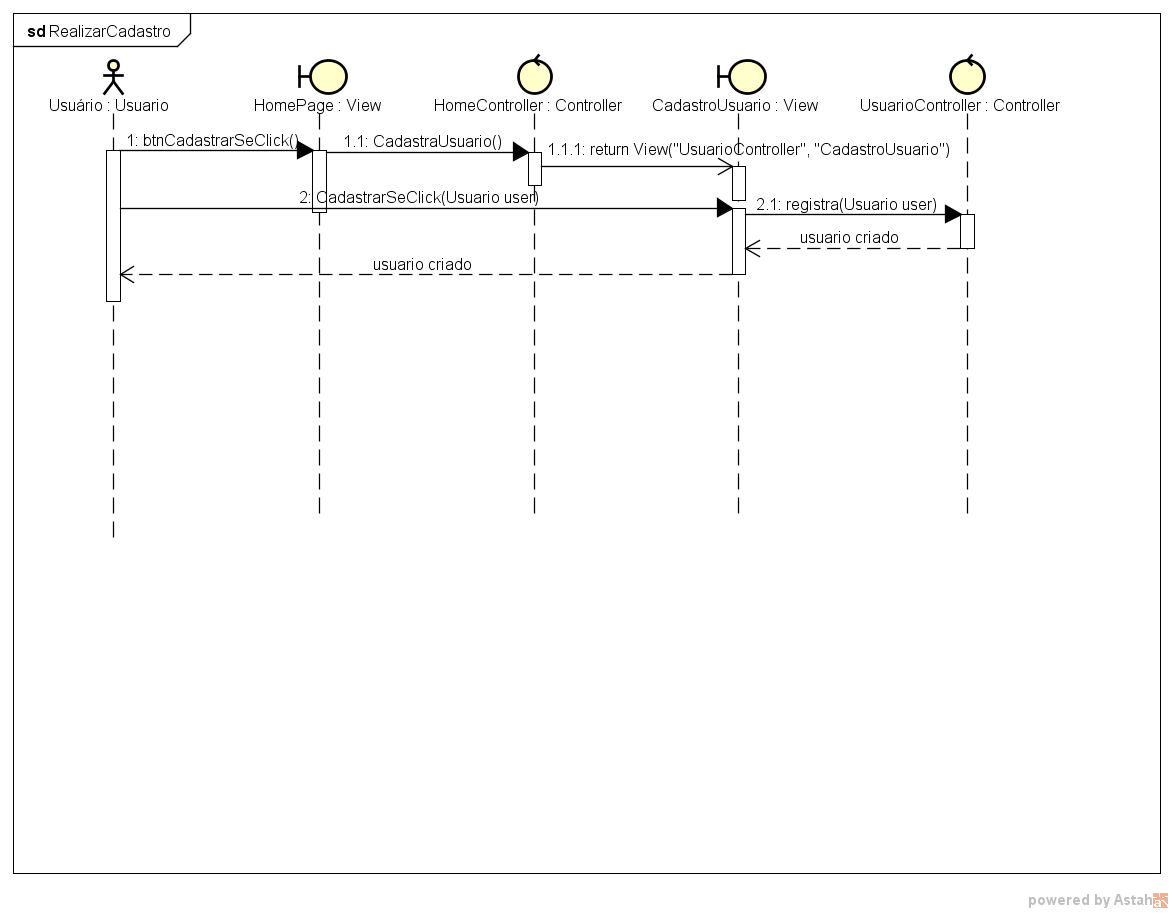 sd RealizarCadastro
Usuário : Usuario
HomePage : View
HomeController : Controller
CadastroUsuario : View
UsuarioController : Controller
1: btnCadastrarSeClick()
1.1: CadastraUsuario()
1.1.1: return View("UsuarioController", "CadastroUsuario")
2: CadastrarSeClick(Usuario user)
2.1: registra(Usuario user)
usuario criado
usuario criado
powered by Astah